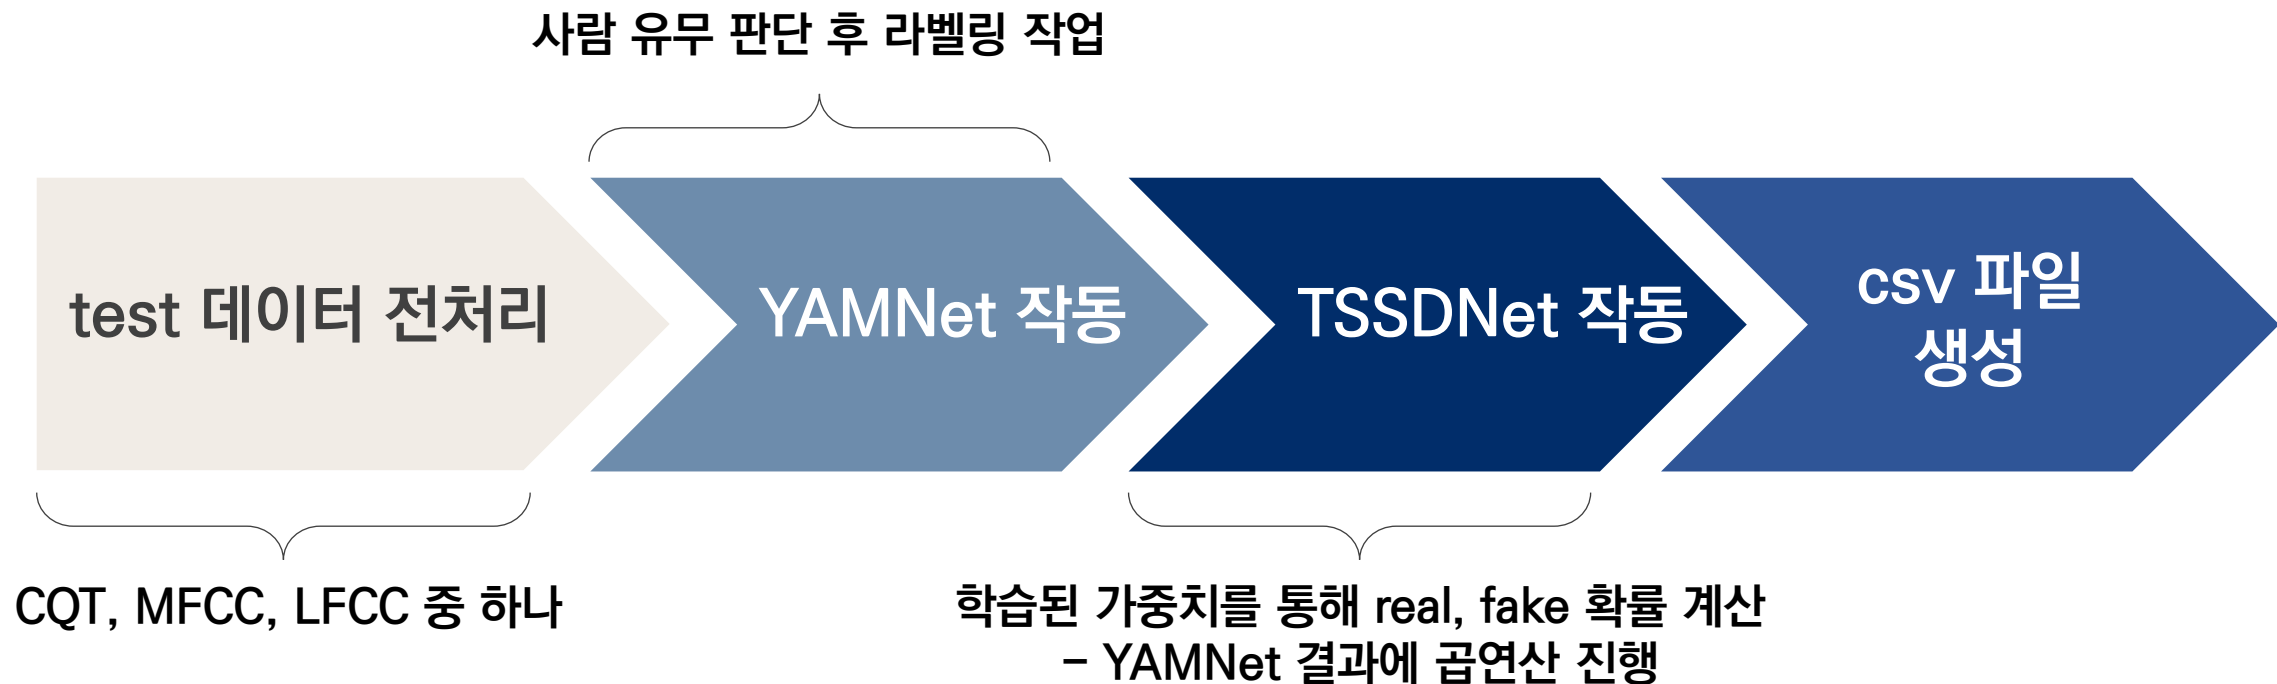 사람 유무 판단 후 라벨링 작업
test 데이터 전처리
YAMNet 작동
TSSDNet 작동
csv 파일
생성
CQT, MFCC, LFCC 중 하나
학습된 가중치를 통해 real, fake 확률 계산
- YAMNet 결과에 곱연산 진행